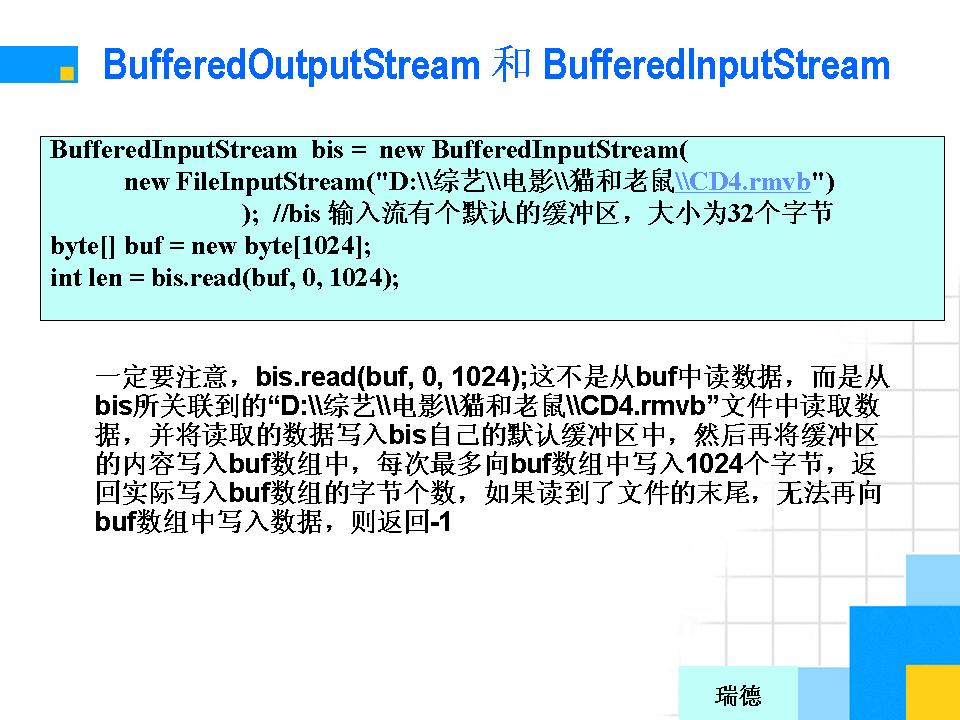 BufferedOutputStream 和 BufferedInputStream
BufferedInputStream bis = new BufferedInputStream(
new FileInputStream("D:\\综艺\\电影\\猫和老鼠\\CD4.rmvb")
); //bis 输入流有个默认的缓冲区，大小为32个字节
byte[] buf = new byte[1024];
int len = bis.read(buf, 0, 1024);
一定要注意，bis.read(buf, 0, 1024);这不是从buf中读数据，而是从
bis所关联到的“D:\\综艺\\电影\\猫和老鼠\\CD4.rmvb”文件中读取数
据，并将读取的数据写入bis自己的默认缓冲区中，然后再将缓冲区
的内容写入buf数组中，每次最多向buf数组中写入1024个字节，返
回实际写入buf数组的字节个数，如果读到了文件的末尾，无法再向
buf数组中写入数据，则返回-1
瑞德